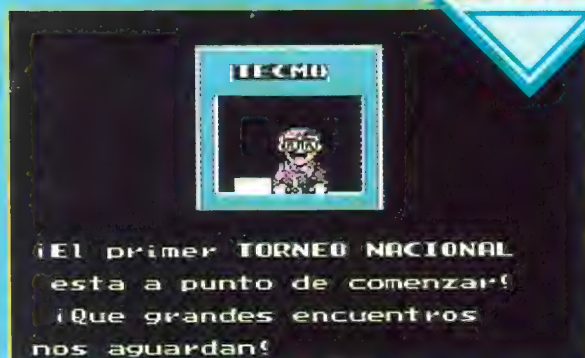 TECMO
¡El primer TORNEO NACIONAL
esta a punto de comenzar!
¡Que grandes encuentros
nos aguardan!